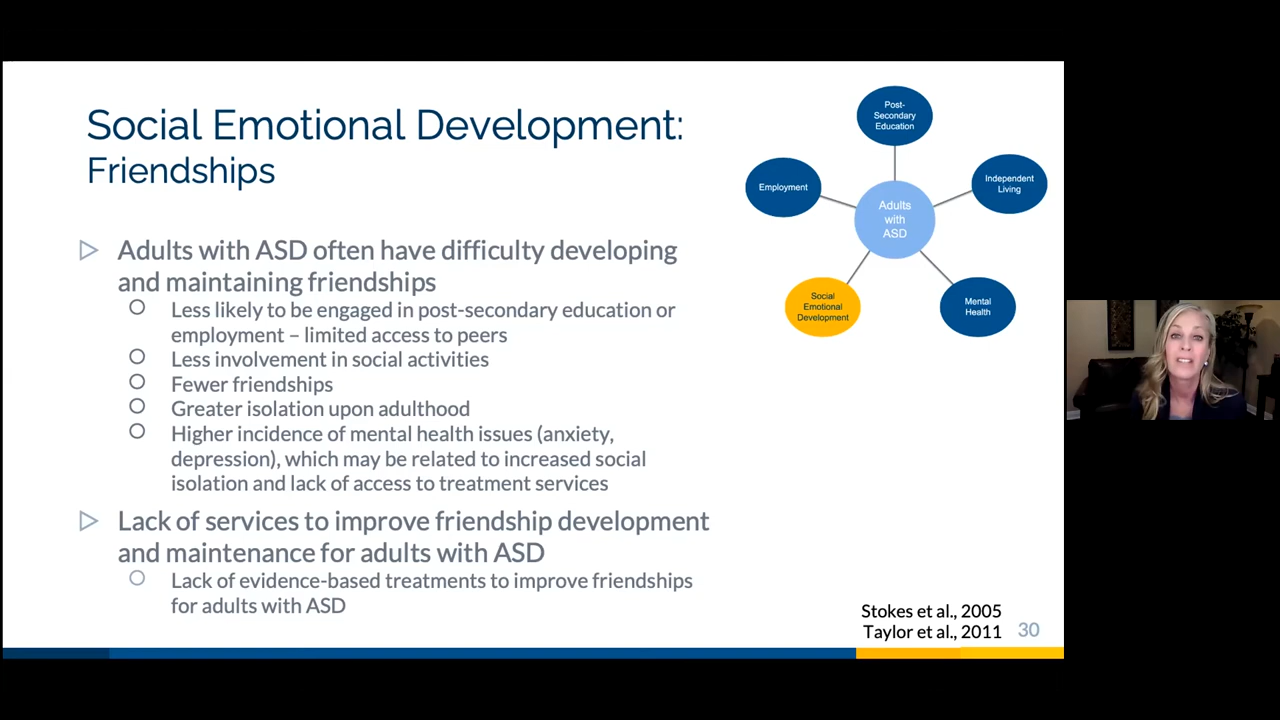 Social Emotional Development:
Friendships
Adults with ASD often have difficulty developing
and maintaining friendships
Less likely to be engaged in post-secondary education or
employment – limited access to peers
Less involvement in social activities
Fewer friendships
Greater isolation upon adulthood
Higher incidence of mental health issues (anxiety,
depression), which may be related to increased social
isolation and lack of access to treatment services
Lack of services to improve friendship development
and maintenance for adults with ASD
Lack of evidence-based treatments to improve friendships
for adults with ASD
Post-
Secondary
Education
Employment
Independent
Living
Adults
with
ASD
Social
Emotional
Development
Mental
Health
Stokes et al., 2005
Taylor et al., 2011
30